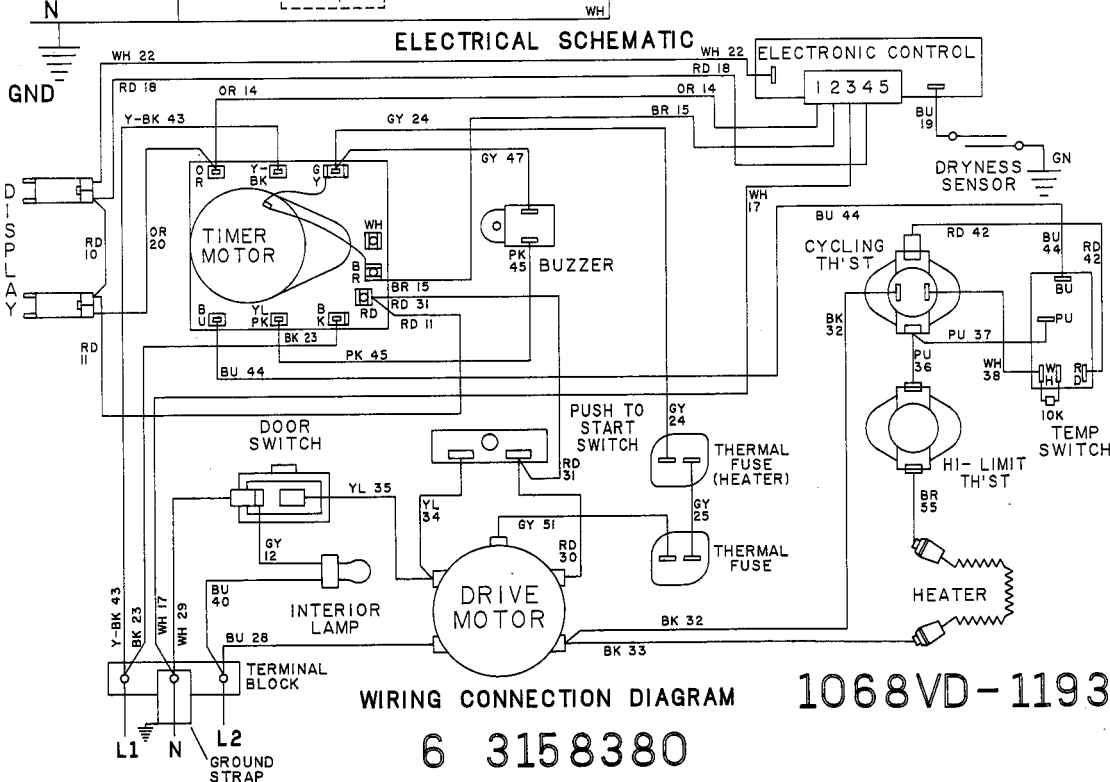 N
WH
GND
ELECTRICAL SCHEMATIC
WH 22
RD 18
OR 14
Y-BK 43
GY 24
GY 47
WH 22
RD 18
OR 14
BR 15
ELECTRONIC CONTROL
1 2 3 4 5
BU
19
GN
DRYNESS
SENSOR
DISPLAY
RD
10
OR
20
RD
11
OR
Y-
BK
GY
TIMER
MOTOR
WH
BR
RD
BU
YL
PK
BK
BR 15
RD 31
RD 11
BK 23
PK 45
BU 44
PK
45
BUZZER
WH
17
BU 44
CYCLING
TH'ST
RD 42
BU
44
RD
42
BU
PU
BK
32
PU 37
PU
36
WH
38
WH
RD
10K
TEMP
SWITCH
HI-LIMIT
TH'ST
BR
55
HEATER
DOOR
SWITCH
PUSH TO
START
SWITCH
GY
24
THERMAL
FUSE
(HEATER)
RD
31
YL 35
YL
34
GY 51
RD
30
GY
25
THERMAL
FUSE
GY
12
BU
40
INTERIOR
LAMP
DRIVE
MOTOR
BK 32
BK 33
Y-BK 43
BK 23
WH 17
WH 29
BU 28
TERMINAL
BLOCK
L1
N
L2
GROUND
STRAP
WIRING CONNECTION DIAGRAM
1068VD-1193
6 3158380